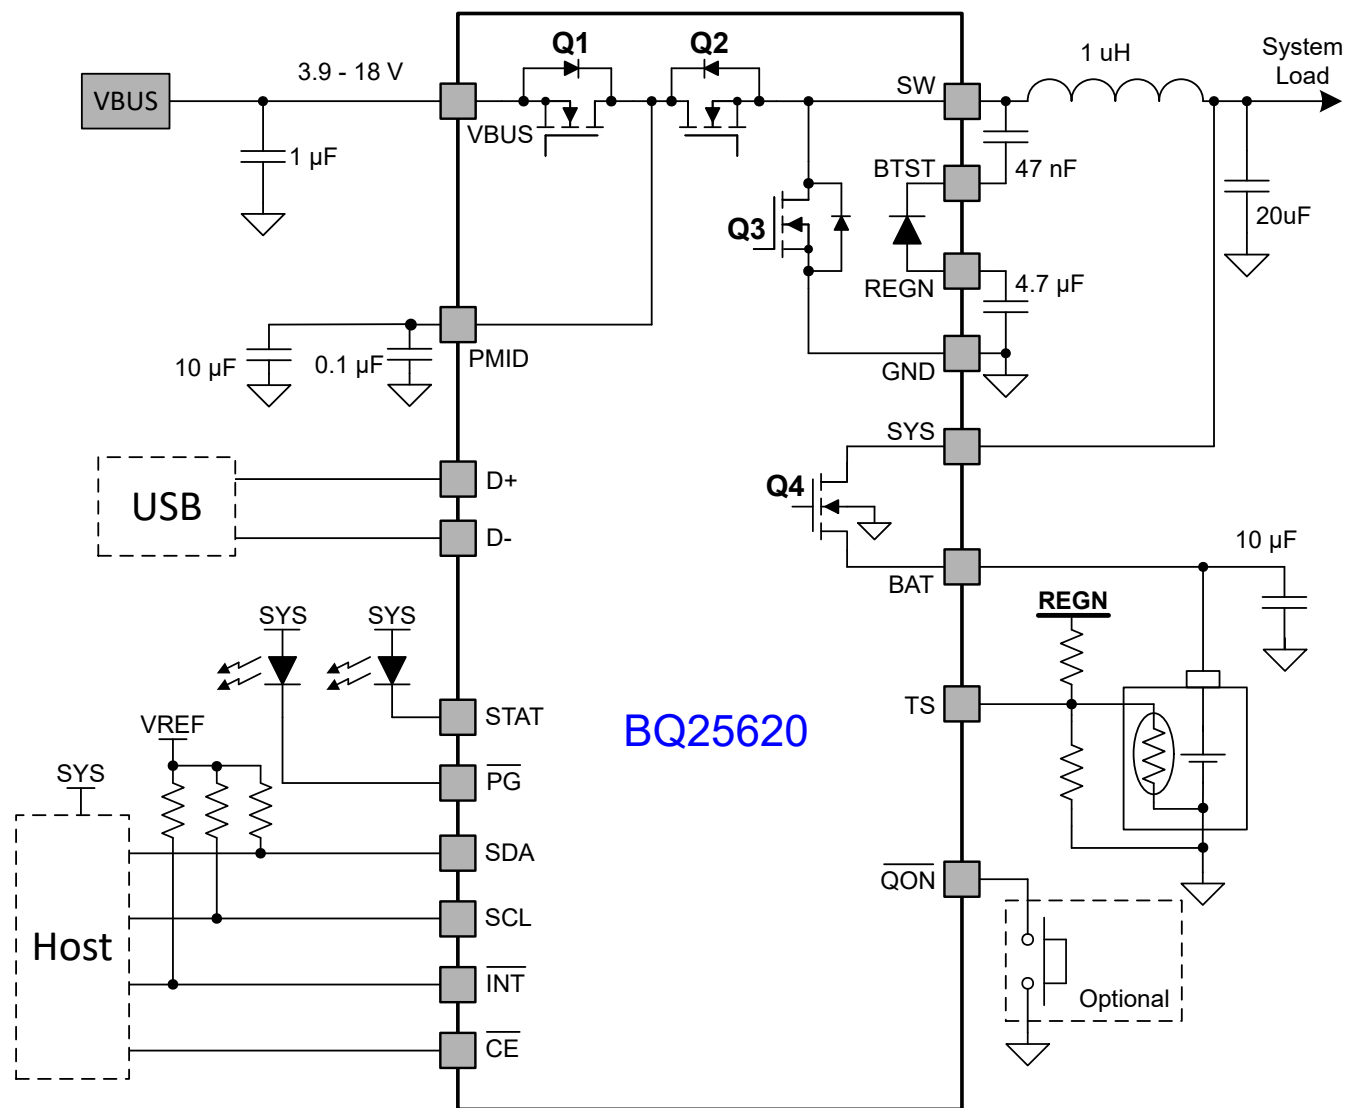 Q1
Q2
3.9 - 18 V
1 uH
System
Load
VBUS
SW
VBUS
1 µF
BTST
47 nF
Q3
20uF
REGN
4.7 µF
10 µF
0.1 µF
PMID
GND
SYS
D+
USB
Q4
D-
10 µF
BAT
REGN
SYS
SYS
STAT
TS
BQ25620
VREF
PG
SYS
SDA
QON
SCL
Host
INT
Optional
CE